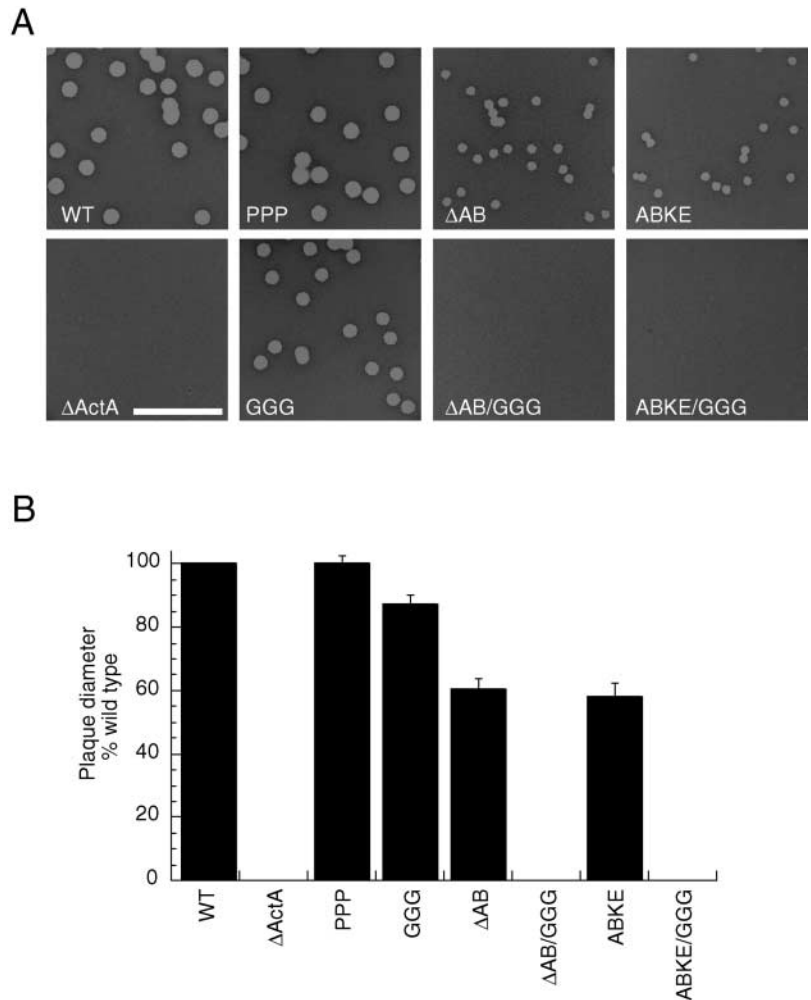 A
WT
PPP
ΔAB
ABKE
ΔActA
GGG
ΔAB/GGG
ABKE/GGG
B
Plaque diameter
% wild type
100
80
60
40
20
0
WT
ΔActA
PPP
GGG
ΔAB
ΔAB/GGG
ABKE
ABKE/GGG